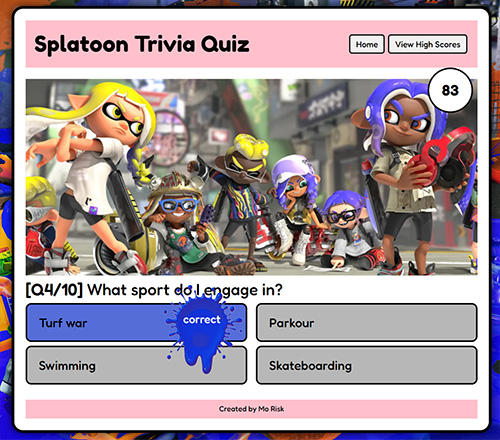 Splatoon Trivia Quiz
Home
View High Scores
83
[Q4/10] What sport do I engage in?
Turf war
correct
Parkour
Swimming
Skateboarding
Created by Mo Risk